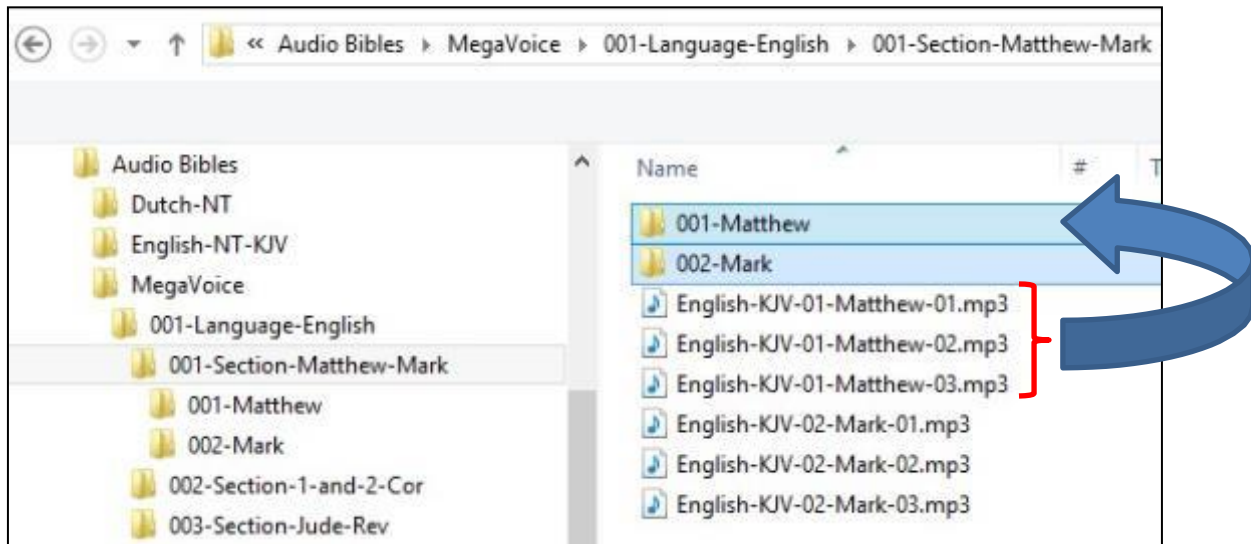 « Audio Bibles MegaVoice 001-Language-English 001-Section-Matthew-Mark
Audio Bibles
Dutch-NT
English-NT-KJV
MegaVoice
001-Language-English
001-Section-Matthew-Mark
001-Matthew
002-Mark
002-Section-1-and-2-Cor
003-Section-Jude-Rev
Name # T
001-Matthew
002-Mark
English-KJV-01-Matthew-01.mp3
English-KJV-01-Matthew-02.mp3
English-KJV-01-Matthew-03.mp3
English-KJV-02-Mark-01.mp3
English-KJV-02-Mark-02.mp3
English-KJV-02-Mark-03.mp3